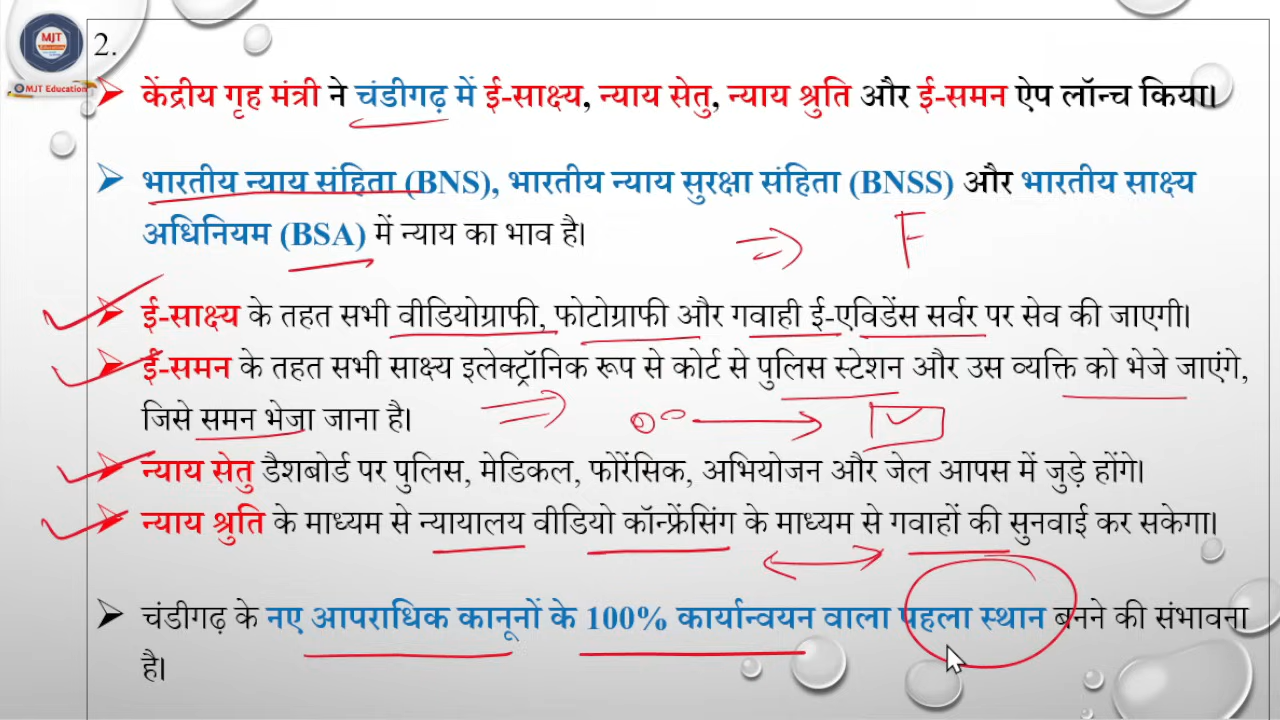 MJT
Education
MJT Education
2.
केंद्रीय गृह मंत्री ने चंडीगढ़ में ई-साक्ष्य, न्याय सेतु, न्याय श्रुति और ई-समन ऐप लॉन्च किया।
भारतीय न्याय संहिता (BNS), भारतीय न्याय सुरक्षा संहिता (BNSS) और भारतीय साक्ष्य
अधिनियम (BSA) में न्याय का भाव है।
F
ई-साक्ष्य के तहत सभी वीडियोग्राफी, फोटोग्राफी और गवाही ई-एविडेंस सर्वर पर सेव की जाएगी।
ई-समन के तहत सभी साक्ष्य इलेक्ट्रॉनिक रूप से कोर्ट से पुलिस स्टेशन और उस व्यक्ति को भेजे जाएंगे,
जिसे समन भेजा जाना है।
न्याय सेतु डैशबोर्ड पर पुलिस, मेडिकल, फोरेंसिक, अभियोजन और जेल आपस में जुड़े होंगे।
न्याय श्रुति के माध्यम से न्यायालय वीडियो कॉन्फ्रेंसिंग के माध्यम से गवाहों की सुनवाई कर सकेगा।
चंडीगढ़ के नए आपराधिक कानूनों के 100% कार्यान्वयन वाला पहला स्थान बनने की संभावना
है।